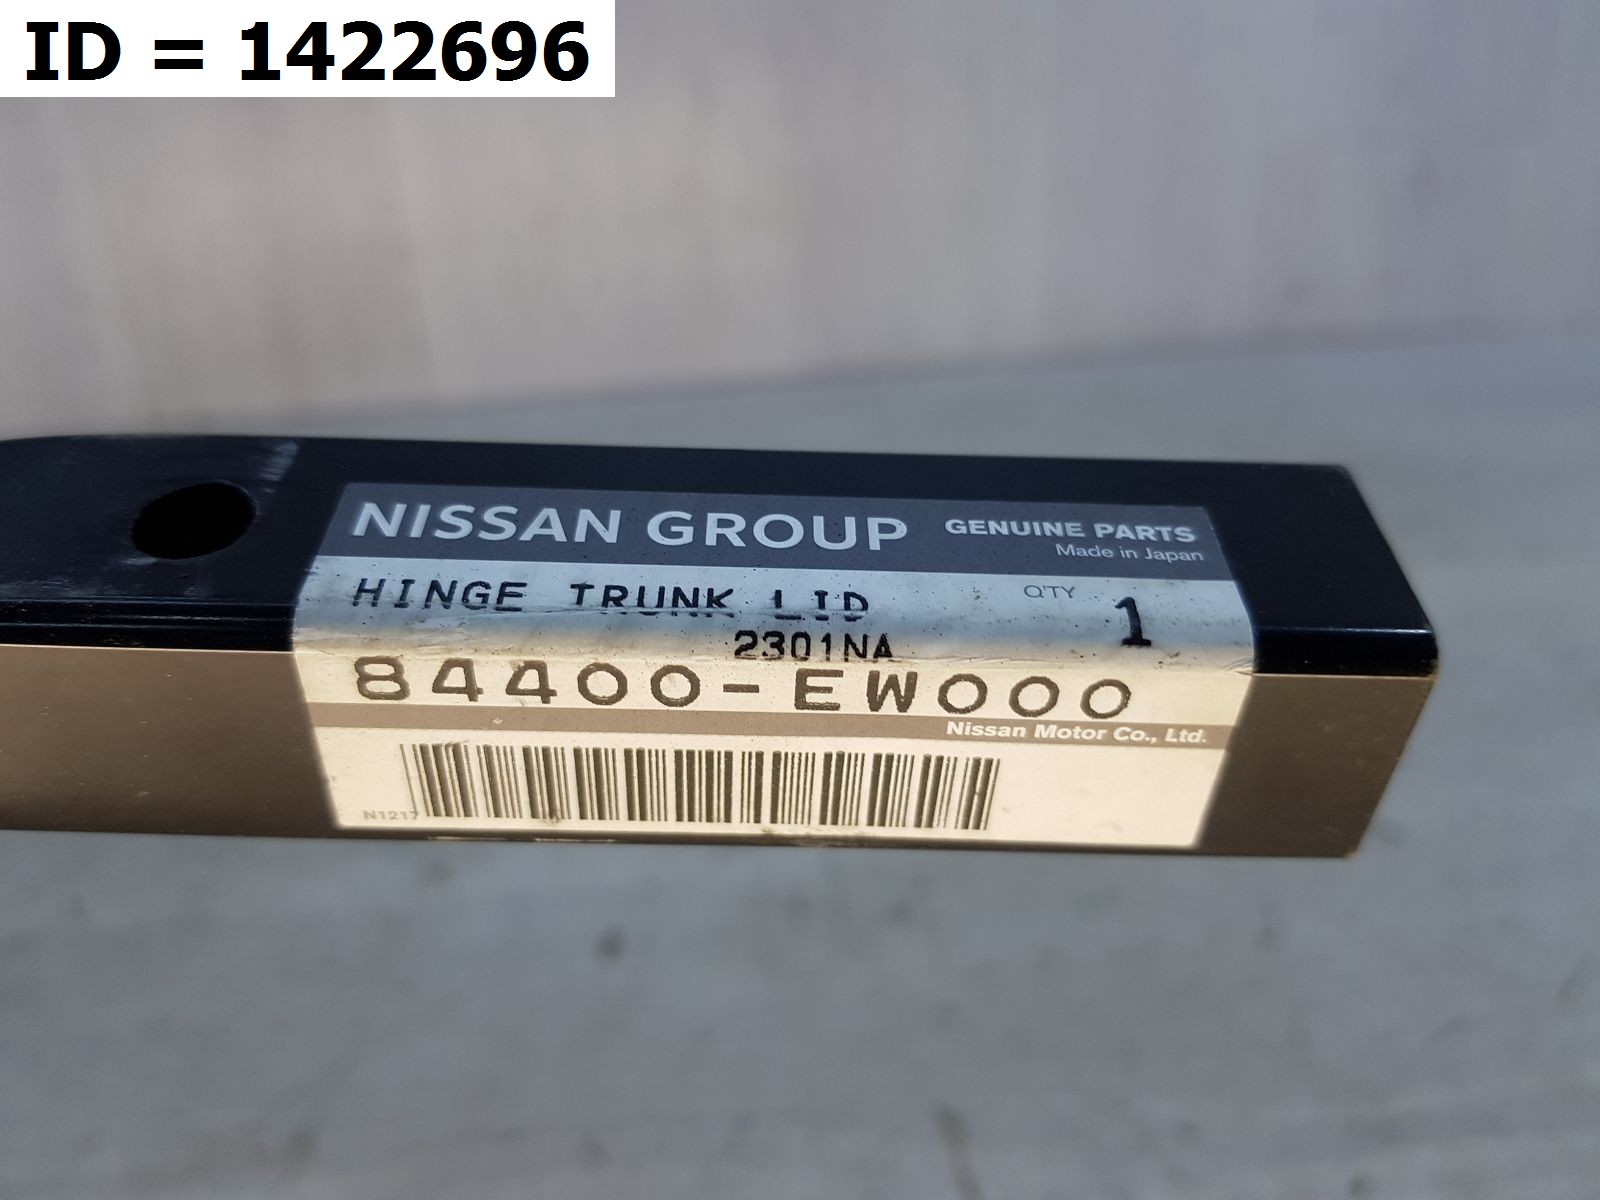 ID = 1422696
NISSAN GROUP GENUINE PARTS
Made in Japan
HINGE TRUNK LID Q'TY 1
2301NA
84400-EW000
Nissan Motor Co., Ltd.
N1217